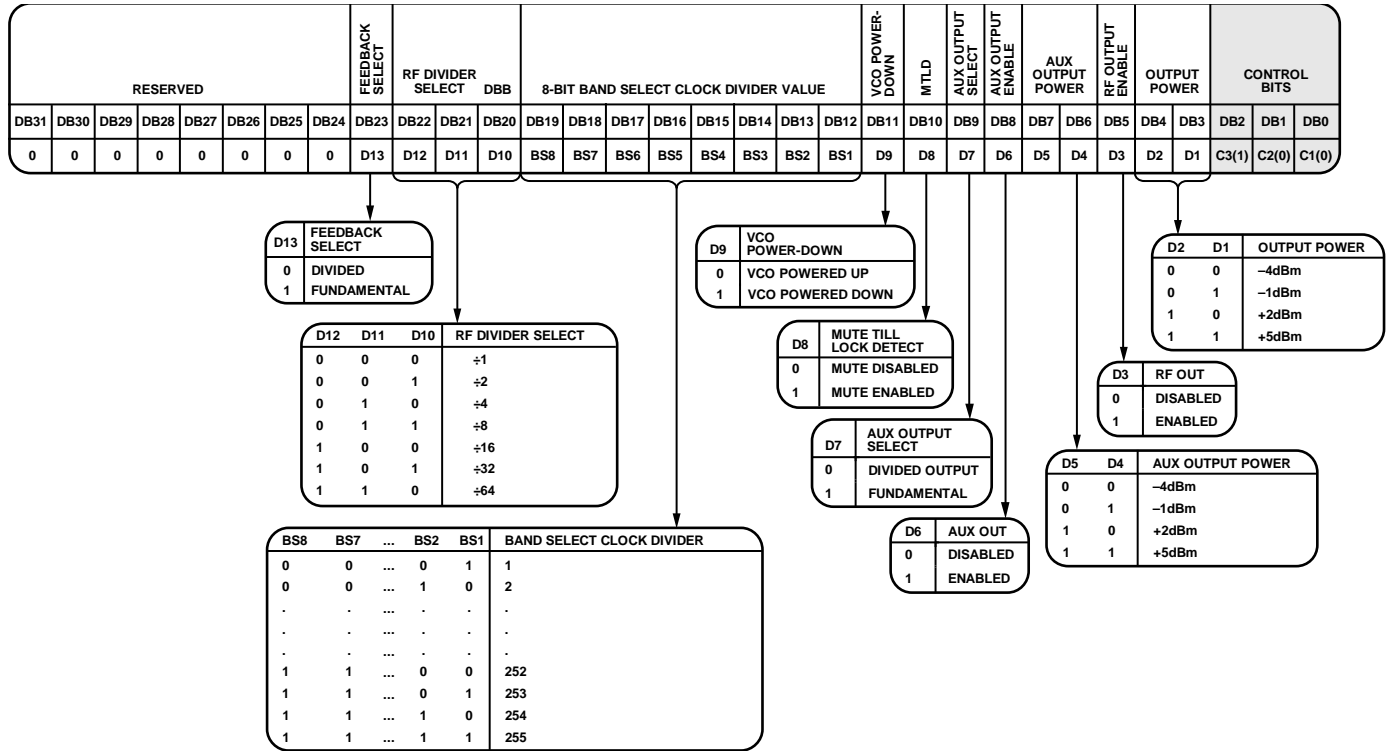 RESERVED
FEEDBACK SELECT
RF DIVIDER SELECT DBB
8-BIT BAND SELECT CLOCK DIVIDER VALUE
VCO POWER-DOWN
MTLD
AUX OUTPUT SELECT
AUX OUTPUT ENABLE
AUX OUTPUT POWER
RF OUTPUT ENABLE
OUTPUT POWER
CONTROL BITS
DB31 DB30 DB29 DB28 DB27 DB26 DB25 DB24 DB23 DB22 DB21 DB20 DB19 DB18 DB17 DB16 DB15 DB14 DB13 DB12 DB11 DB10 DB9 DB8 DB7 DB6 DB5 DB4 DB3 DB2 DB1 DB0
0 0 0 0 0 0 0 0 D13 D12 D11 D10 BS8 BS7 BS6 BS5 BS4 BS3 BS2 BS1 D9 D8 D7 D6 D5 D4 D3 D2 D1 C3(1) C2(0) C1(0)
D13 FEEDBACK SELECT
0 DIVIDED
1 FUNDAMENTAL
D12 D11 D10 RF DIVIDER SELECT
0 0 0 ÷1
0 0 1 ÷2
0 1 0 ÷4
0 1 1 ÷8
1 0 0 ÷16
1 0 1 ÷32
1 1 0 ÷64
BS8 BS7 ... BS2 BS1 BAND SELECT CLOCK DIVIDER
0 0 ... 0 1 1
0 0 ... 1 0 2
. . ... . . .
. . ... . . .
. . ... . . .
1 1 ... 0 0 252
1 1 ... 0 1 253
1 1 ... 1 0 254
1 1 ... 1 1 255
D9 VCO POWER-DOWN
0 VCO POWERED UP
1 VCO POWERED DOWN
D8 MUTE TILL LOCK DETECT
0 MUTE DISABLED
1 MUTE ENABLED
D7 AUX OUTPUT SELECT
0 DIVIDED OUTPUT
1 FUNDAMENTAL
D6 AUX OUT
0 DISABLED
1 ENABLED
D5 D4 AUX OUTPUT POWER
0 0 –4dBm
0 1 –1dBm
1 0 +2dBm
1 1 +5dBm
D3 RF OUT
0 DISABLED
1 ENABLED
D2 D1 OUTPUT POWER
0 0 –4dBm
0 1 –1dBm
1 0 +2dBm
1 1 +5dBm